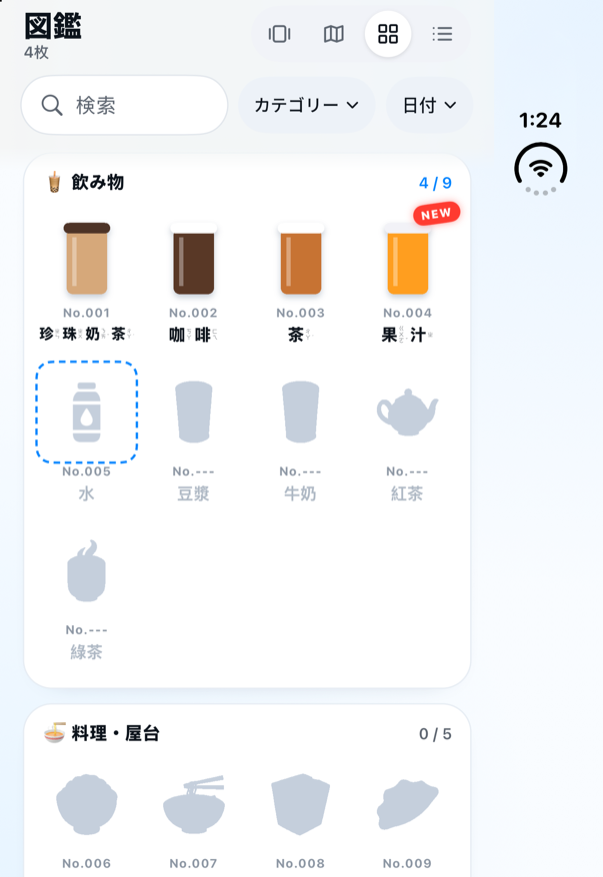 図鑑
4枚
検索
カテゴリー
日付
1:24
飲み物
4 / 9
NEW
No.001
No.002
No.003
No.004
珍珠奶茶
咖啡
茶
果汁
No.005
No.---
No.---
No.---
水
豆漿
牛奶
紅茶
No.---
綠茶
料理・屋台
0 / 5
No.006
No.007
No.008
No.009